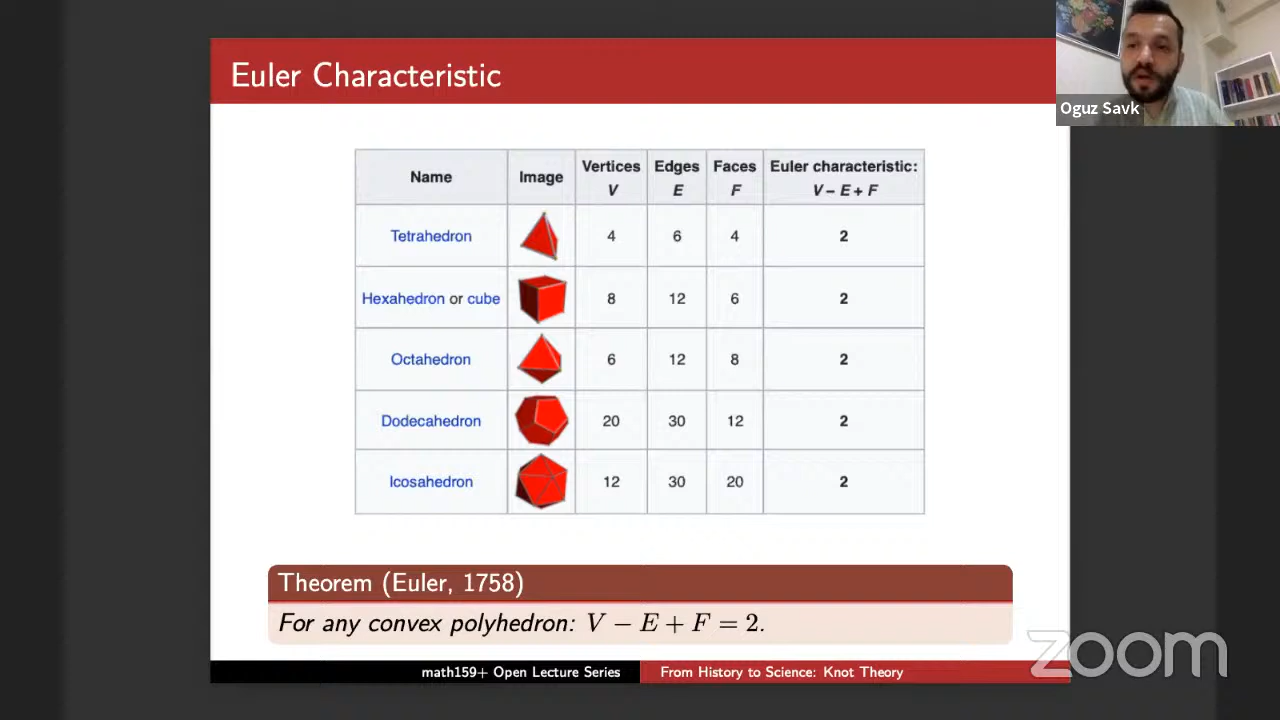 Euler Characteristic
Oguz Savk
Name Image Vertices V Edges E Faces F Euler characteristic: V − E + F
Tetrahedron 4 6 4 2
Hexahedron or cube 8 12 6 2
Octahedron 6 12 8 2
Dodecahedron 20 30 12 2
Icosahedron 12 30 20 2
Theorem (Euler, 1758)
For any convex polyhedron: V − E + F = 2.
math159+ Open Lecture Series From History to Science: Knot Theory
zoom